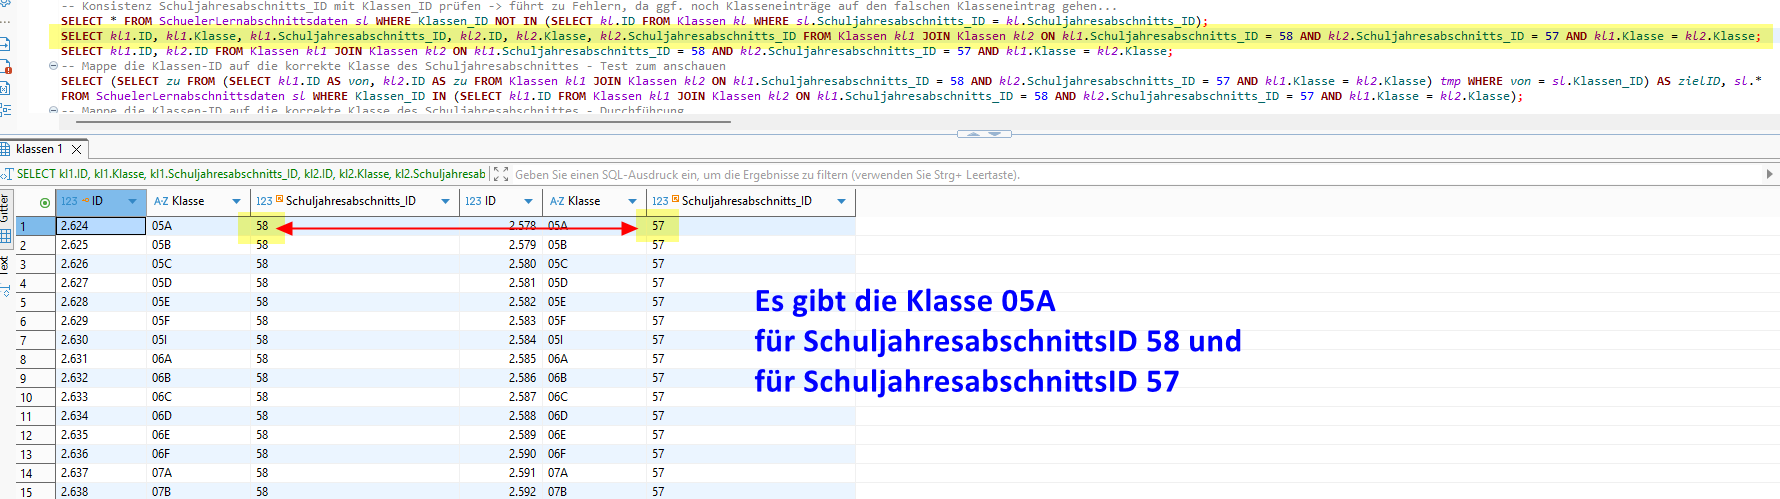 -- Konsistenz Schuljahresabschnitts_ID mit Klassen_ID prüfen -> führt zu Fehlern, da ggf. noch Klasseneinträge auf den falschen Klasseneintrag gehen...
SELECT * FROM SchuelerLernabschnittsdaten sl WHERE Klassen_ID NOT IN (SELECT kl.ID FROM Klassen kl WHERE sl.Schuljahresabschnitts_ID = kl.Schuljahresabschnitts_ID);
SELECT kl1.ID, kl1.Klasse, kl1.Schuljahresabschnitts_ID, kl2.ID, kl2.Klasse, kl2.Schuljahresabschnitts_ID FROM Klassen kl1 JOIN Klassen kl2 ON kl1.Schuljahresabschnitts_ID = 58 AND kl2.Schuljahresabschnitts_ID = 57 AND kl1.Klasse = kl2.Klasse;
SELECT kl1.ID, kl2.ID FROM Klassen kl1 JOIN Klassen kl2 ON kl1.Schuljahresabschnitts_ID = 58 AND kl2.Schuljahresabschnitts_ID = 57 AND kl1.Klasse = kl2.Klasse;
-- Mappe die Klassen-ID auf die korrekte Klasse des Schuljahresabschnittes - Test zum anschauen
SELECT (SELECT zu FROM (SELECT kl1.ID AS von, kl2.ID AS zu FROM Klassen kl1 JOIN Klassen kl2 ON kl1.Schuljahresabschnitts_ID = 58 AND kl2.Schuljahresabschnitts_ID = 57 AND kl1.Klasse = kl2.Klasse) tmp WHERE von = sl.Klassen_ID) AS zielID, sl.*
FROM SchuelerLernabschnittsdaten sl WHERE Klassen_ID IN (SELECT kl1.ID FROM Klassen kl1 JOIN Klassen kl2 ON kl1.Schuljahresabschnitts_ID = 58 AND kl2.Schuljahresabschnitts_ID = 57 AND kl1.Klasse = kl2.Klasse);
-- Mappe die Klassen-ID auf die korrekte Klasse des Schuljahresabschnittes - Durchführung
klassen 1
SELECT kl1.ID, kl1.Klasse, kl1.Schuljahresabschnitts_ID, kl2.ID, kl2.Klasse, kl2.Schuljahresab
Geben Sie einen SQL-Ausdruck ein, um die Ergebnisse zu filtern (verwenden Sie Strg+ Leertaste).
Gitter
Text
123 ID A-Z Klasse 123 Schuljahresabschnitts_ID 123 ID A-Z Klasse 123 Schuljahresabschnitts_ID
1 2.624 05A 58 2.578 05A 57
2 2.625 05B 58 2.579 05B 57
3 2.626 05C 58 2.580 05C 57
4 2.627 05D 58 2.581 05D 57
5 2.628 05E 58 2.582 05E 57
6 2.629 05F 58 2.583 05F 57
7 2.630 05I 58 2.584 05I 57
8 2.631 06A 58 2.585 06A 57
9 2.632 06B 58 2.586 06B 57
10 2.633 06C 58 2.587 06C 57
11 2.634 06D 58 2.588 06D 57
12 2.635 06E 58 2.589 06E 57
13 2.636 06F 58 2.590 06F 57
14 2.637 07A 58 2.591 07A 57
15 2.638 07B 58 2.592 07B 57
Es gibt die Klasse 05A
für SchuljahresabschnittsID 58 und
für SchuljahresabschnittsID 57